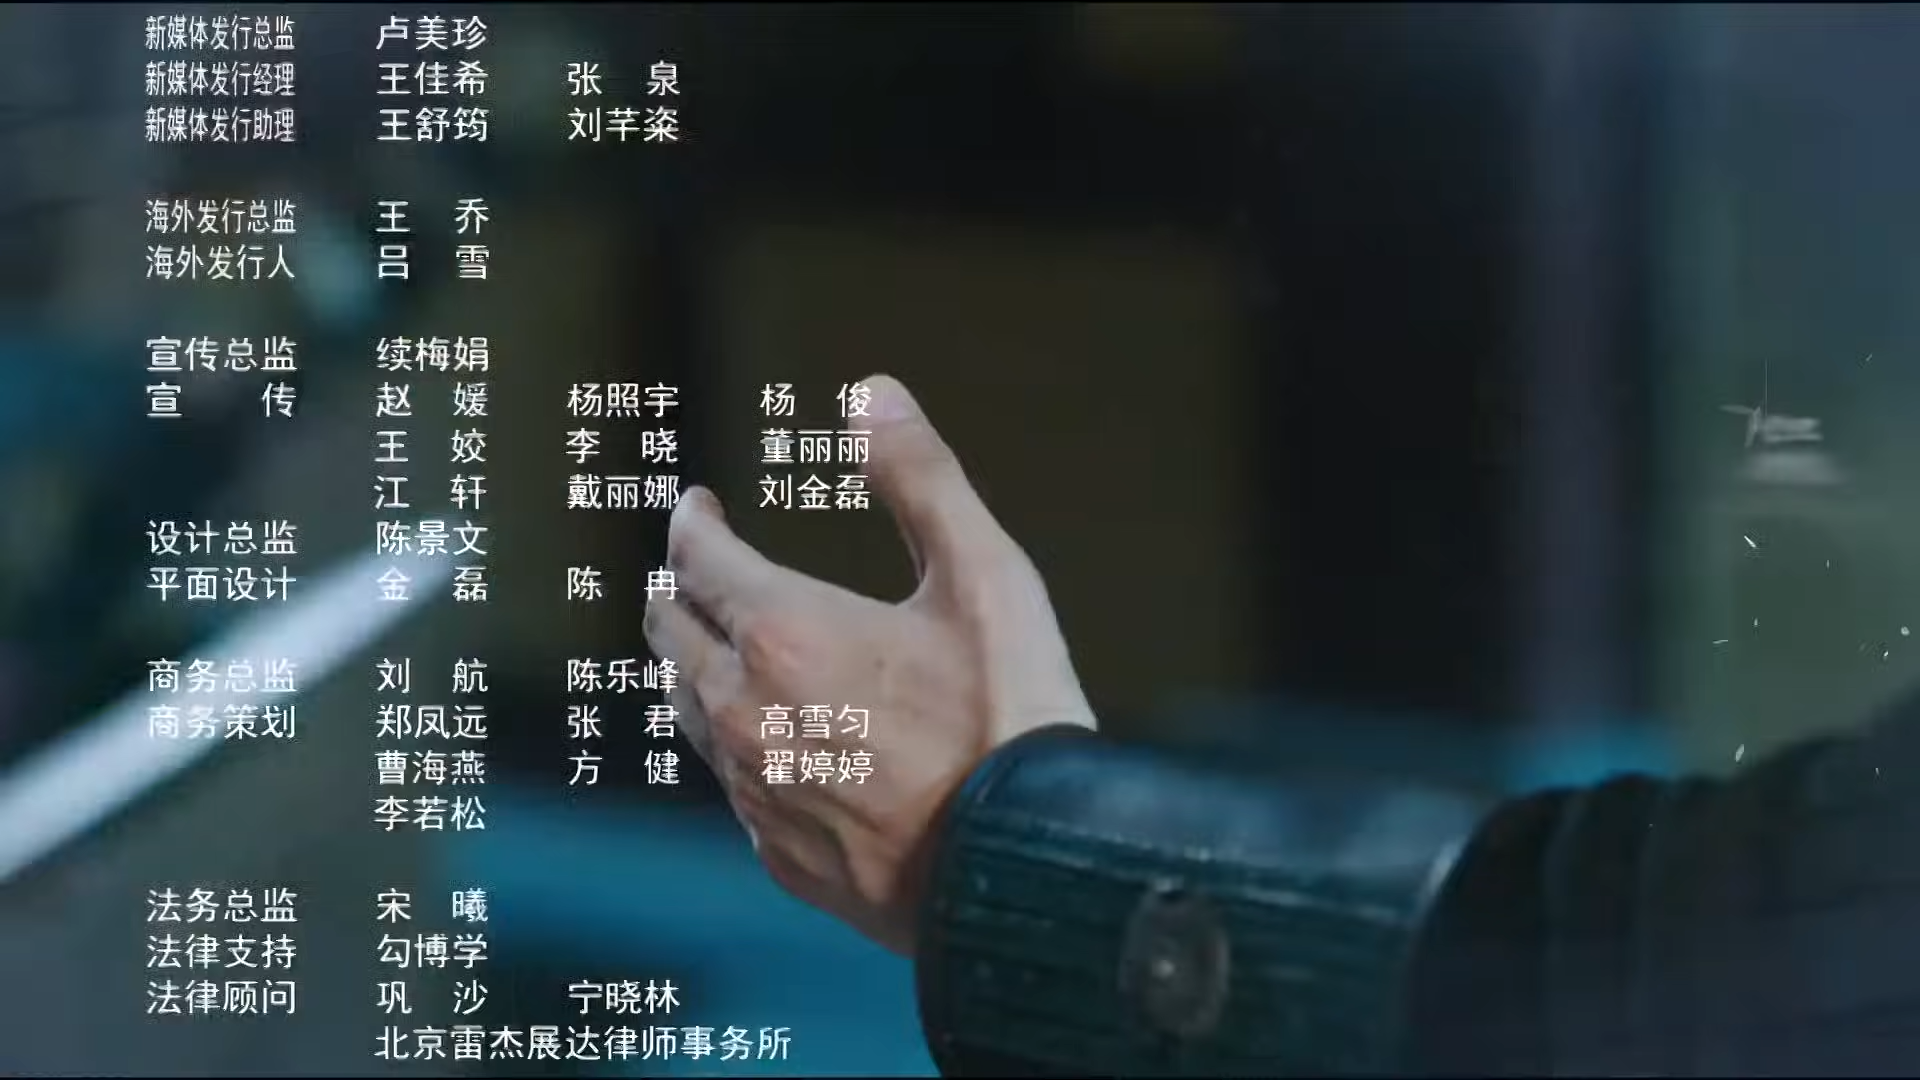 新媒体发行总监 卢美珍
新媒体发行经理 王佳希 张泉
新媒体发行助理 王舒筠 刘芊粢
海外发行总监 王乔
海外发行人 吕雪
宣传总监 续梅娟
宣传 赵媛 杨照宇 杨俊
王姣 李晓 董丽丽
江轩 戴丽娜 刘金磊
设计总监 陈景文
平面设计 金磊 陈冉
商务总监 刘航 陈乐峰
商务策划 郑凤远 张君 高雪匀
曹海燕 方健 翟婷婷
李若松
法务总监 宋曦
法律支持 勾博学
法律顾问 巩沙 宁晓林
北京雷杰展达律师事务所